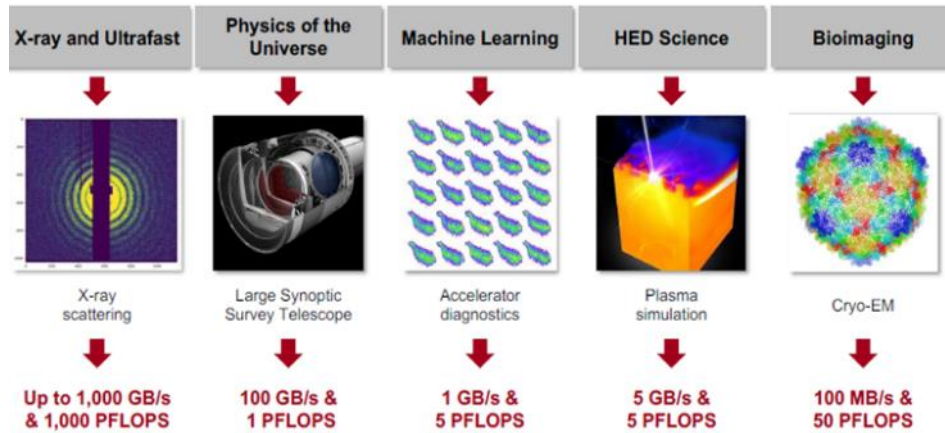 X-ray and Ultrafast
Physics of the
Universe
Machine Learning
HED Science
Bioimaging
X-ray
scattering
Large Synoptic
Survey Telescope
Accelerator
diagnostics
Plasma
simulation
Cryo-EM
Up to 1,000 GB/s
& 1,000 PFLOPS
100 GB/s &
1 PFLOPS
1 GB/s &
5 PFLOPS
5 GB/s &
5 PFLOPS
100 MB/s &
50 PFLOPS